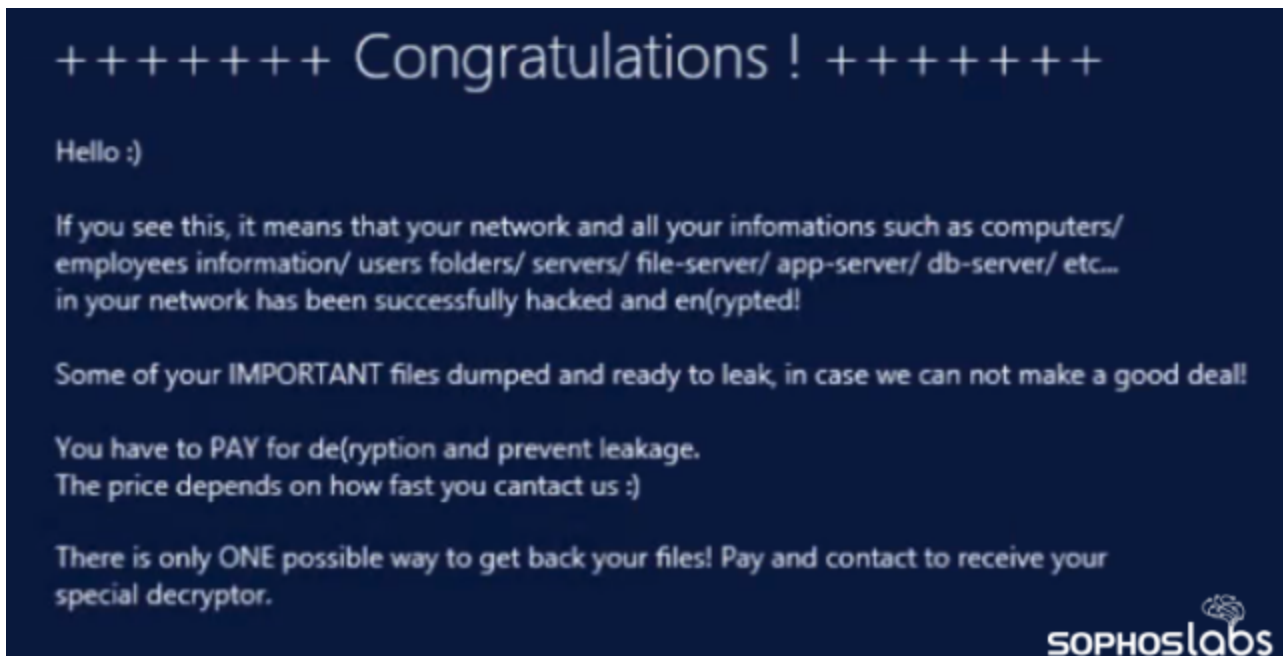 +++++++ Congratulations ! +++++++
Hello :)
If you see this, it means that your network and all your infomations such as computers/
employees information/ users folders/ servers/ file-server/ app-server/ db-server/ etc...
in your network has been successfully hacked and en(rypted!
Some of your IMPORTANT files dumped and ready to leak, in case we can not make a good deal!
You have to PAY for de(ryption and prevent leakage.
The price depends on how fast you cantact us :)
There is only ONE possible way to get back your files! Pay and contact to receive your
special decryptor.
SOPHOSlabs